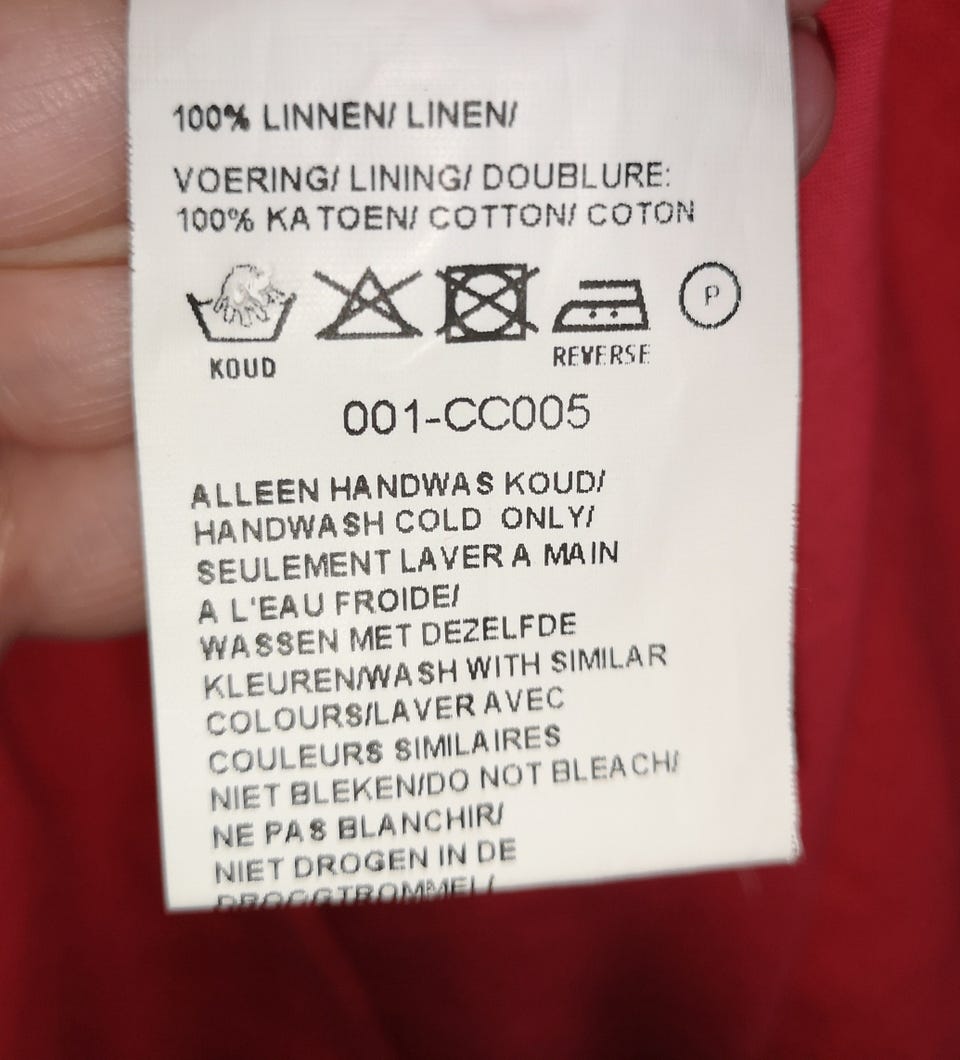 100% LINNEN/ LINEN/
VOERING/ LINING/ DOUBLURE:
100% KATOEN/ COTTON/ COTON
P
KOUD
REVERSE
001-CC005
ALLEEN HANDWAS KOUD/
HANDWASH COLD ONLY/
SEULEMENT LAVER A MAIN
A L'EAU FROIDE/
WASSEN MET DEZELFDE
KLEUREN/WASH WITH SIMILAR
COLOURS/LAVER AVEC
COULEURS SIMILAIRES
NIET BLEKEN/DO NOT BLEACH/
NE PAS BLANCHIR/
NIET DROGEN IN DE
DROOGTROMMEL/